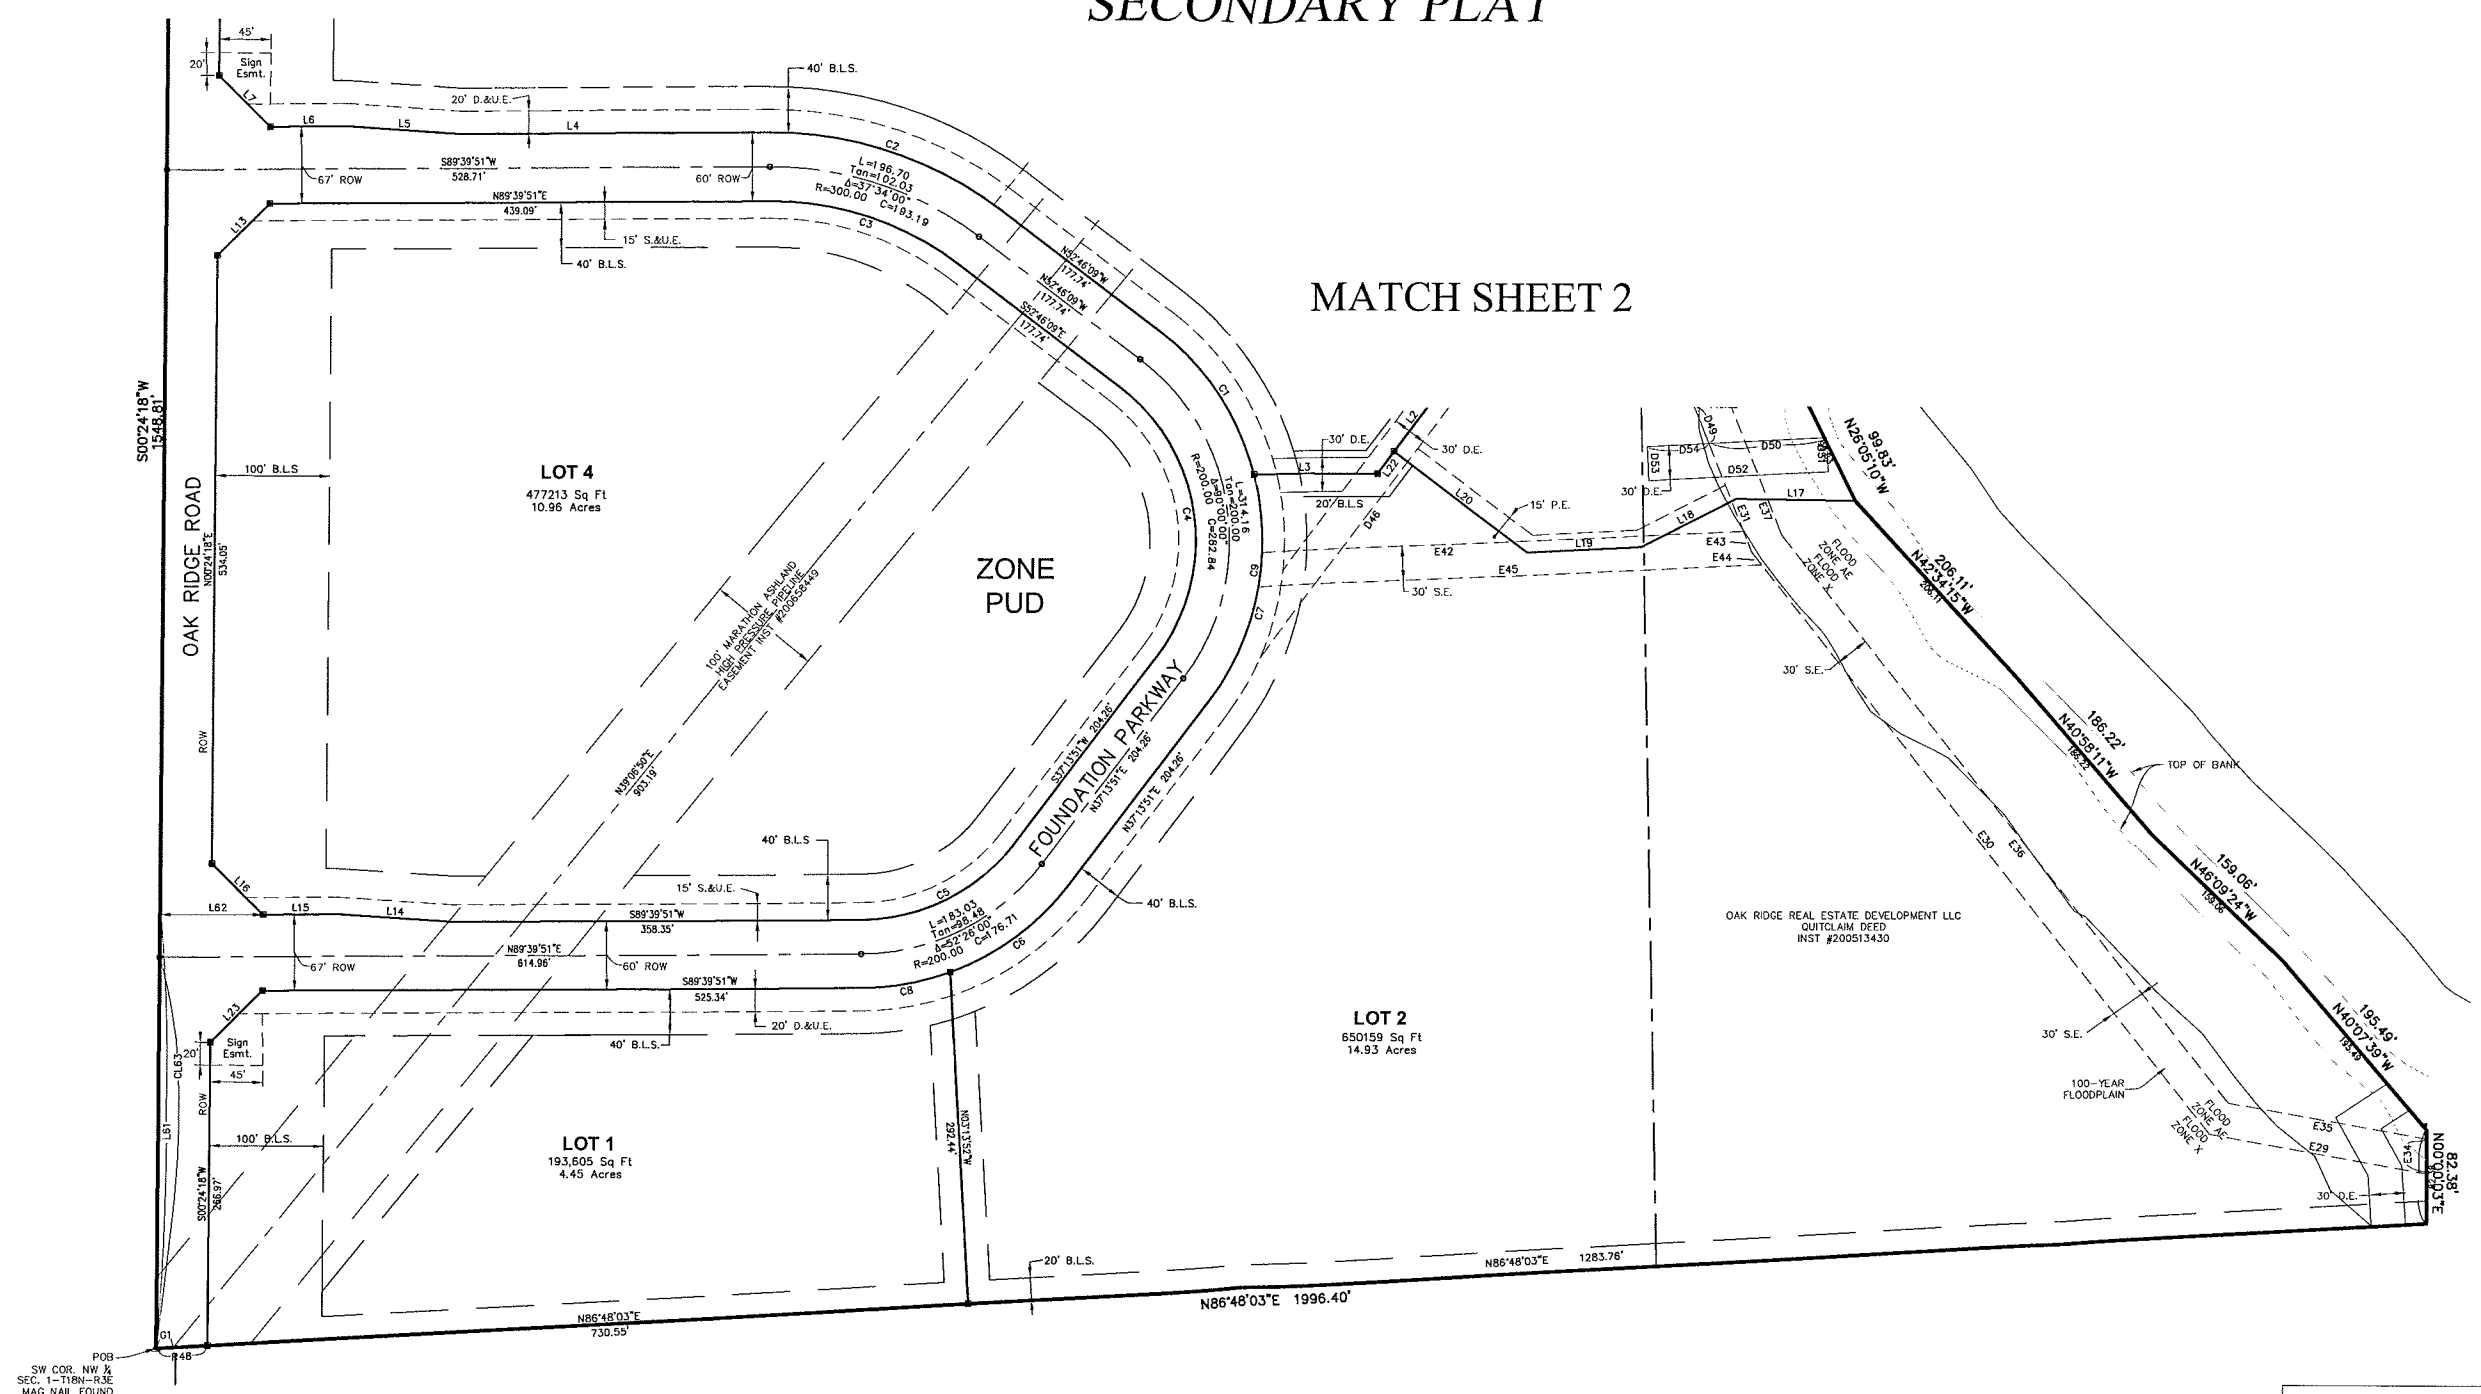 SECONDARY PLAT
45'
20'
Sign
Esmt.
L7
L6
L5
20' D.&U.E.
L4
40' B.L.S.
C2
S89°39'51"W
528.71'
67' ROW
60' ROW
L=196.70
Tan=102.03
Δ=37°34'00"
R=300.00 C=193.19
N89°39'51"E
439.09'
L13
15' S.&U.E.
40' B.L.S.
C3
N52°46'09"W
177.74'
N52°46'09"W
177.74'
S52°46'09"E
177.74'
MATCH SHEET 2
C1
S00°24'18"W
1548.81'
OAK RIDGE ROAD
N00°24'18"E
534.05'
ROW
100' B.L.S
LOT 4
477213 Sq Ft
10.96 Acres
ZONE
PUD
100' MARATHON ASHLAND
HIGH PRESSURE PIPELINE
EASEMENT INST #200658449
N39°06'50"E
903.19'
C4
L=314.16
Tan=200.00
Δ=90°00'00"
R=200.00 C=282.84
30' D.E.
L3
L2
L22
30' D.E.
20' B.L.S
D46
L20
15' P.E.
E42
L19
L18
L17
E45
30' S.E.
E43
E44
E31
E37
D49
D54
D50
D51
D53
D52
30' D.E.
C9
C7
99.83'
N26°05'10"W
206.11'
N42°34'15"W
206.11
FLOOD
ZONE AE
FLOOD
ZONE X
30' S.E.
186.22'
N40°58'11"W
186.22
TOP OF BANK
S37°13'51"W 204.26'
FOUNDATION PARKWAY
N37°13'51"E 204.26'
N37°13'51"E 204.26'
40' B.L.S
40' B.L.S.
E30
E36
159.06'
N46°09'24"W
159.06
L16
L62
L15
L14
15' S.&U.E.
S89°39'51"W
358.35'
C5
L=183.03
Tan=98.48
Δ=52°26'00"
R=200.00 C=176.71
C6
N89°39'51"E
614.96'
67' ROW
60' ROW
S89°39'51"W
525.34'
C8
20' D.&U.E.
40' B.L.S.
L23
20'
Sign
Esmt.
45'
CL63
L61
ROW
100' B.L.S.
S00°24'18"W
266.97'
LOT 1
193,605 Sq Ft
4.45 Acres
N03°13'52"W
292.44'
LOT 2
650159 Sq Ft
14.93 Acres
OAK RIDGE REAL ESTATE DEVELOPMENT LLC
QUITCLAIM DEED
INST #200513430
195.49'
N40°07'39"W
195.49
30' S.E.
100-YEAR
FLOODPLAIN
FLOOD
ZONE AE
FLOOD
ZONE X
E35
E29
E34
30' D.E.
82.38'
N00°00'03"E
20' B.L.S.
N86°48'03"E 1283.76'
N86°48'03"E 1996.40'
N86°48'03"E
730.55'
G1
R48
POB
SW COR. NW ¼
SEC. 1-T18N-R3E
MAG NAIL FOUND